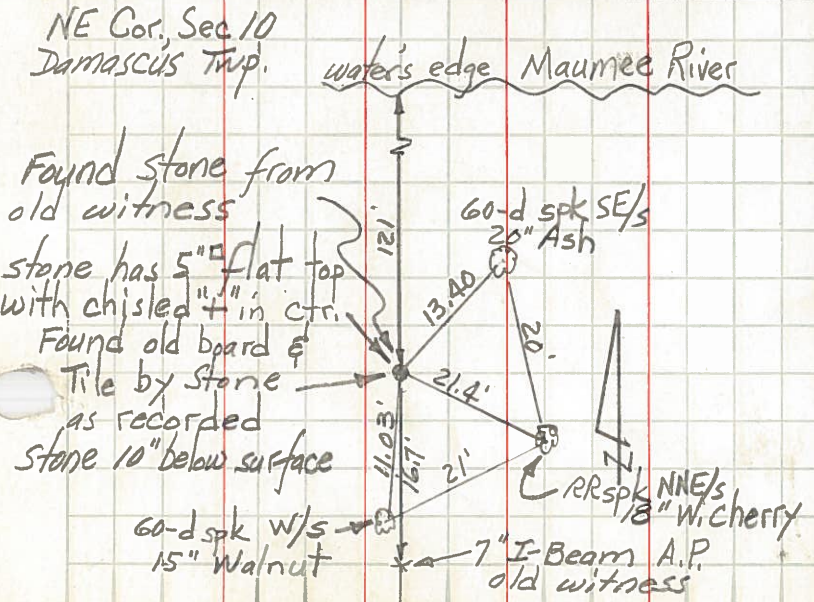 NE Cor., Sec 10
Damascus Twp.
water's edge Maumee River
Found stone from
old witness
stone has 5"□ flat top
with chisled "+" in ctr.
Found old board &
Tile by Stone
as recorded
Stone 10" below surface
121'
60-d spk SE/s
20" Ash
13.40
20'
21.4'
11.03'
16.7'
21'
RRspk NNE/s
18" W.Cherry
60-d spk W/s
15" Walnut
7" I-Beam A.P.
old witness